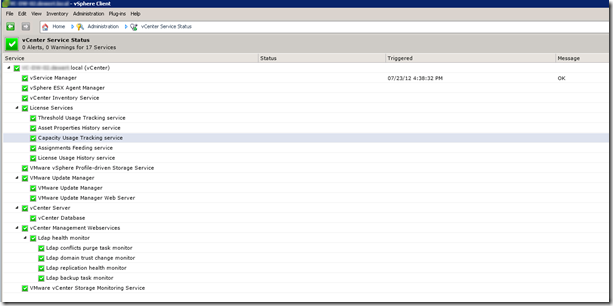 - vSphere Client
File Edit View Inventory Administration Plug-ins Help
Home Administration vCenter Service Status
vCenter Service Status
0 Alerts, 0 Warnings for 17 Services
Service Status Triggered Message
.local (vCenter)
vService Manager 07/23/12 4:38:32 PM OK
vSphere ESX Agent Manager
vCenter Inventory Service
License Services
Threshold Usage Tracking service
Asset Properties History service
Capacity Usage Tracking service
Assignments Feeding service
License Usage History service
VMware vSphere Profile-driven Storage Service
VMware Update Manager
VMware Update Manager
VMware Update Manager Web Server
vCenter Server
vCenter Database
vCenter Management Webservices
Ldap health monitor
Ldap conflicts purge task monitor
Ldap domain trust change monitor
Ldap replication health monitor
Ldap backup task monitor
VMware vCenter Storage Monitoring Service